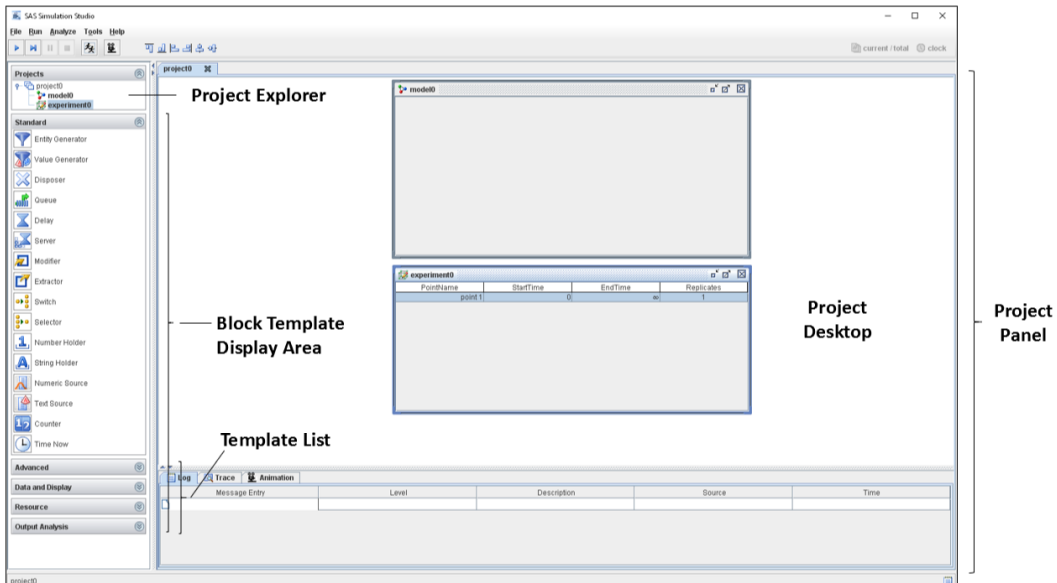 SAS Simulation Studio
File Run Analyze Tools Help
current / total clock
Projects
project0
model0
experiment0
Project Explorer
Standard
Entity Generator
Value Generator
Disposer
Queue
Delay
Server
Modifier
Extractor
Switch
Selector
Number Holder
String Holder
Numeric Source
Text Source
Counter
Time Now
Advanced
Data and Display
Resource
Output Analysis
Block Template
Display Area
Template List
project0
model0
experiment0
PointName StartTime EndTime Replicates
point 1 0 ∞ 1
Project
Desktop
Project
Panel
Log Trace Animation
Message Entry Level Description Source Time
project0